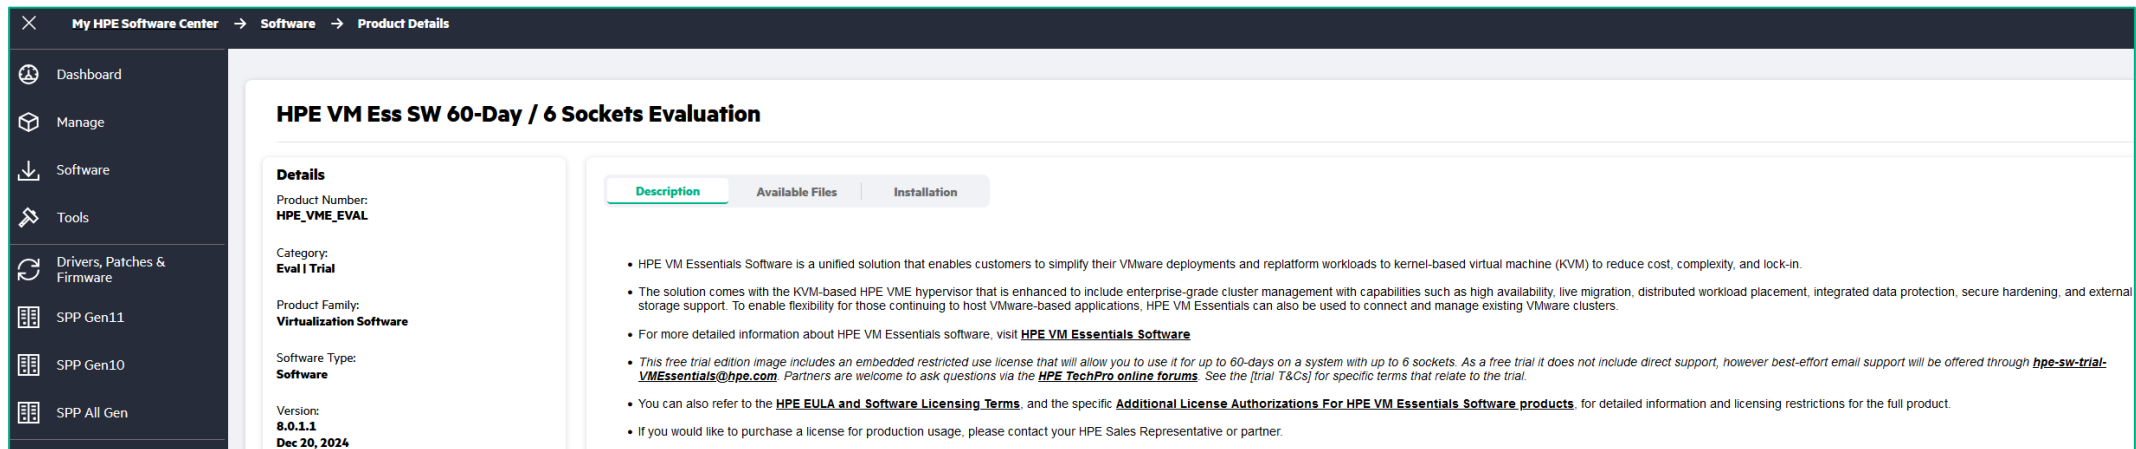 My HPE Software Center → Software → Product Details
Dashboard
Manage
Software
Tools
Drivers, Patches &
Firmware
SPP Gen11
SPP Gen10
SPP All Gen
HPE VM Ess SW 60-Day / 6 Sockets Evaluation
Details
Product Number:
HPE_VME_EVAL
Category:
Eval | Trial
Product Family:
Virtualization Software
Software Type:
Software
Version:
8.0.1.1
Dec 20, 2024
Description Available Files Installation
• HPE VM Essentials Software is a unified solution that enables customers to simplify their VMware deployments and replatform workloads to kernel-based virtual machine (KVM) to reduce cost, complexity, and lock-in.
• The solution comes with the KVM-based HPE VME hypervisor that is enhanced to include enterprise-grade cluster management with capabilities such as high availability, live migration, distributed workload placement, integrated data protection, secure hardening, and external
storage support. To enable flexibility for those continuing to host VMware-based applications, HPE VM Essentials can also be used to connect and manage existing VMware clusters.
• For more detailed information about HPE VM Essentials software, visit HPE VM Essentials Software
• This free trial edition image includes an embedded restricted use license that will allow you to use it for up to 60-days on a system with up to 6 sockets. As a free trial it does not include direct support, however best-effort email support will be offered through hpe-sw-trial-
VMEssentials@hpe.com. Partners are welcome to ask questions via the HPE TechPro online forums. See the [trial T&Cs] for specific terms that relate to the trial.
• You can also refer to the HPE EULA and Software Licensing Terms, and the specific Additional License Authorizations For HPE VM Essentials Software products, for detailed information and licensing restrictions for the full product.
• If you would like to purchase a license for production usage, please contact your HPE Sales Representative or partner.